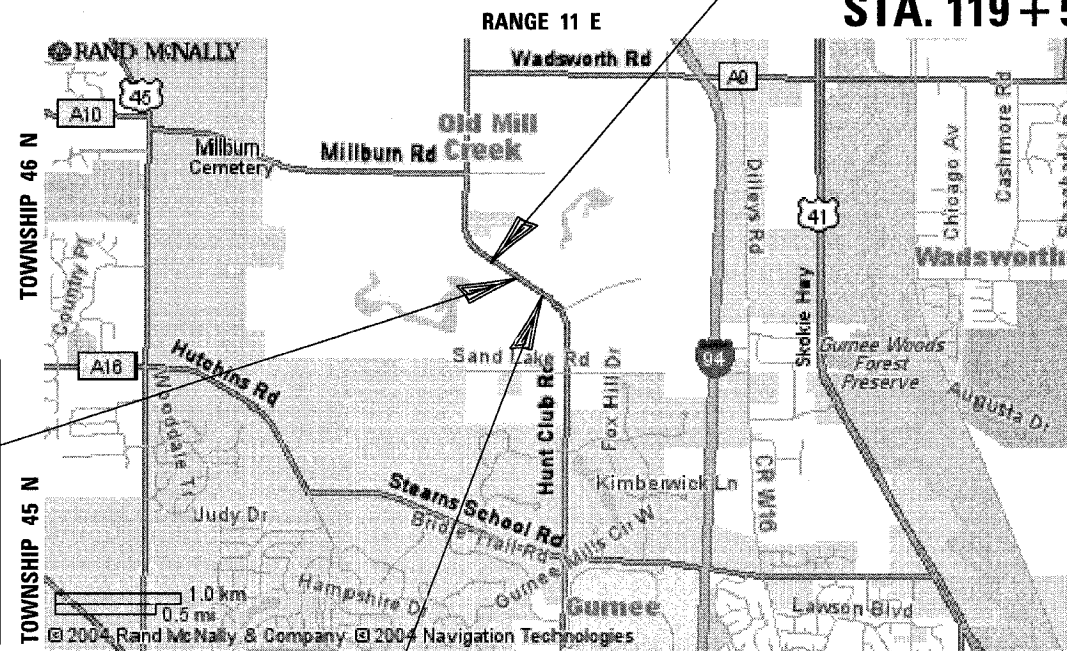 RANGE 11 E
STA. 119+5
RAND McNALLY
Wadsworth Rd
A9
45
A10
Old Mill
Creek
Millburn
Cemetery
Millburn Rd
TOWNSHIP 46 N
Dilleys Rd
41
Chicago Av
Cashmore Rd
Wadsworth
Country Pl
Skokie Hwy
A16
Hutchins Rd
Sand Lake Rd
94
Gurnee Woods
Forest
Preserve
Augusta Dr
Hunt Club Rd
Fox Hill Dr
Wooddale Tr
Kimberwick Ln
CR W16
TOWNSHIP 45 N
Judy Dr
Stearns School Rd
Bridle Trail Rd
Gurnee Mills Cir W
Hampshire Dr
Gurnee
Lawson Blvd
1.0 km
0.5 mi
© 2004 Rand McNally & Company © 2004 Navigation Technologies